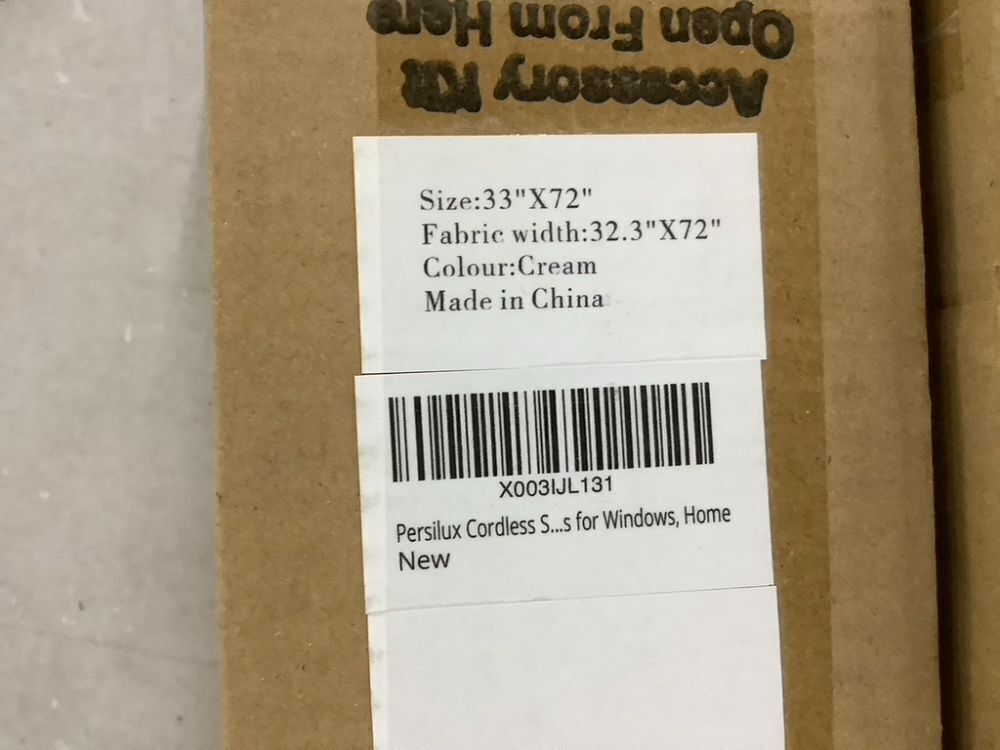 Accessory Kit
Open From Here
Size:33"X72"
Fabric width:32.3"X72"
Colour:Cream
Made in China
X003IJL131
Persilux Cordless S...s for Windows, Home
New